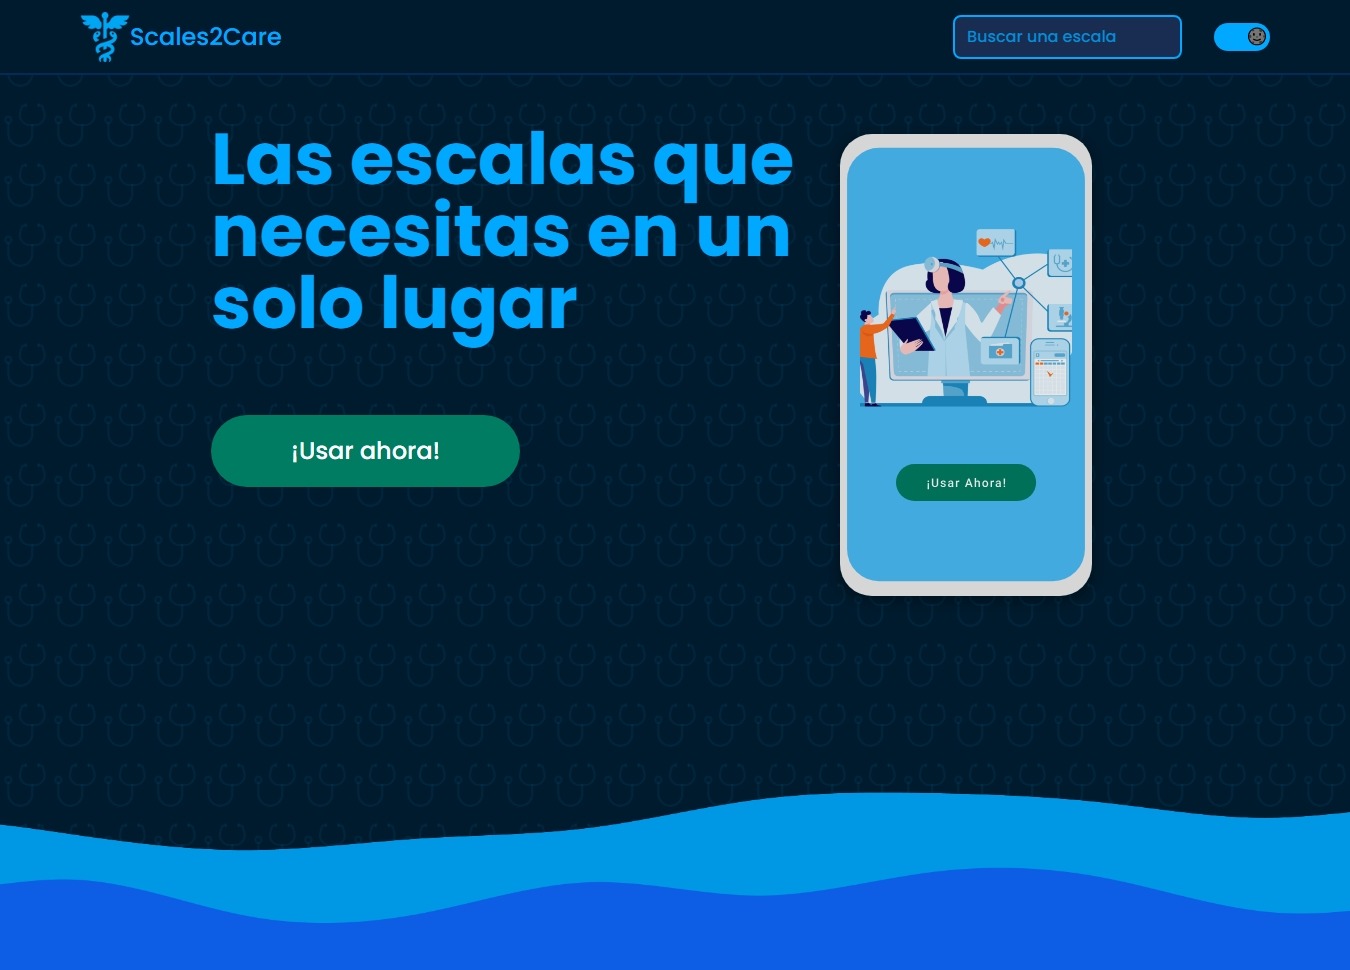 Scales2Care
Buscar una escala
Las escalas que
necesitas en un
solo lugar
¡Usar ahora!
¡Usar Ahora!